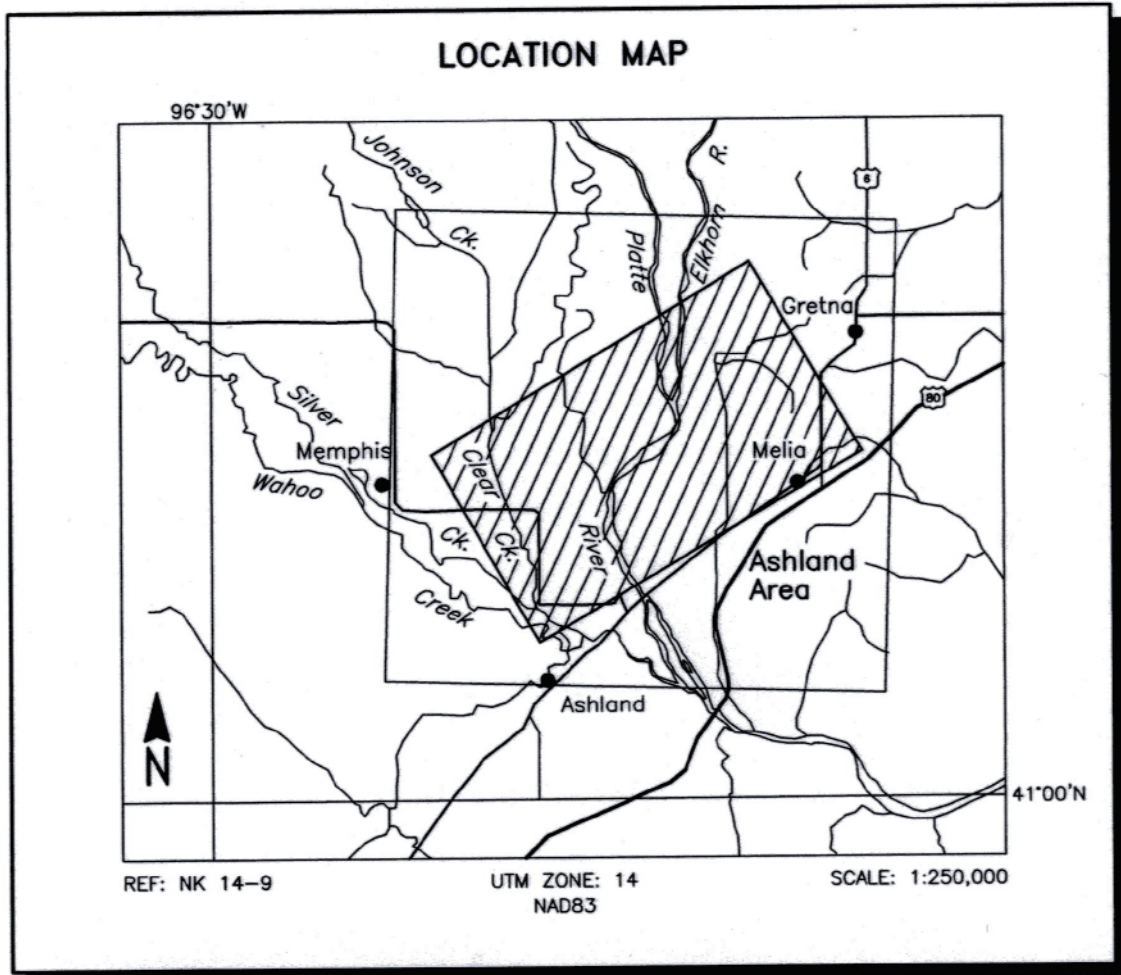 LOCATION MAP
96°30'W
Johnson
Ck.
R.
6
Platte
Elkhorn
Gretna
80
Silver
Memphis
Wahoo
Clear
Melia
Ck.
Ck.
River
Creek
Ashland
Area
Ashland
N
41°00'N
REF: NK 14-9
UTM ZONE: 14
SCALE: 1:250,000
NAD83